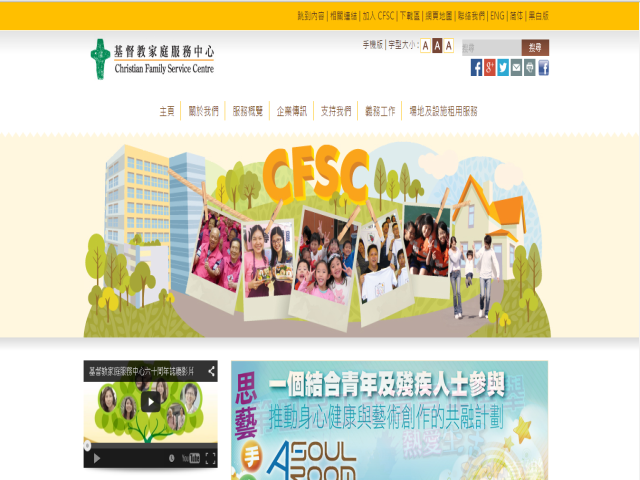 跳到內容 | 相關連結 | 加入 CFSC | 下載區 | 網頁地圖 | 聯絡我們 | ENG | 简体 | 黑白版
手機版 | 字型大小 : A A A 搜尋 搜尋
基督教家庭服務中心
Christian Family Service Centre
主頁 關於我們 服務概覽 企業傳訊 支持我們 義務工作 場地及設施租用服務
CFSC
基督教家庭服務中心六十周年誌慶影片
YouTube
思藝
手
一個結合青年及殘疾人士參與
推動身心健康與藝術創作的共融計劃
A SOUL
ROOM